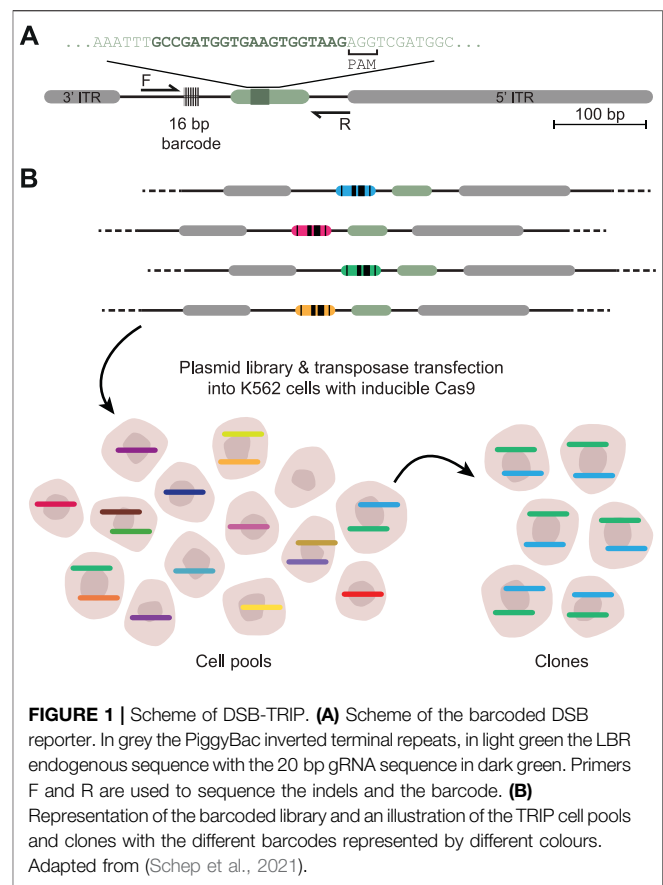 A
...AAATTTGCCGATGGTGAAGTGGTAAGAGGTCGATGGC...
PAM
F
3' ITR
5' ITR
R
16 bp
barcode
100 bp
B
Plasmid library & transposase transfection
into K562 cells with inducible Cas9
Cell pools
Clones
FIGURE 1 | Scheme of DSB-TRIP. (A) Scheme of the barcoded DSB
reporter. In grey the PiggyBac inverted terminal repeats, in light green the LBR
endogenous sequence with the 20 bp gRNA sequence in dark green. Primers
F and R are used to sequence the indels and the barcode. (B)
Representation of the barcoded library and an illustration of the TRIP cell pools
and clones with the different barcodes represented by different colours.
Adapted from (Schep et al., 2021).